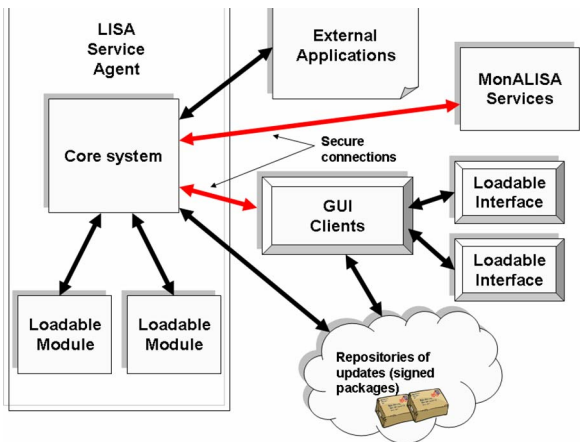 LISA
Service
Agent
External
Applications
MonALISA
Services
Core system
Secure
connections
GUI
Clients
Loadable
Interface
Loadable
Interface
Loadable
Module
Loadable
Module
Repositories of
updates (signed
packages)